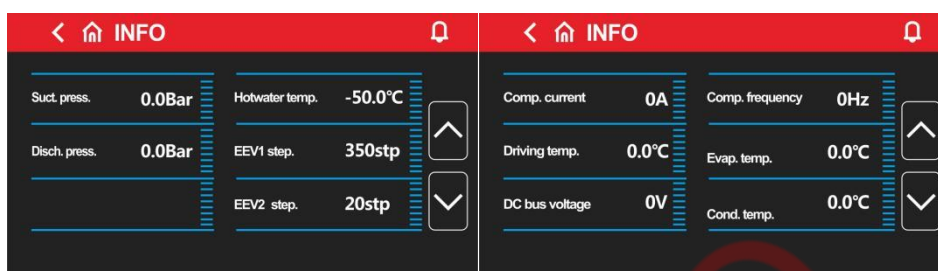 INFO
Suct. press. 0.0Bar Hotwater temp. -50.0℃
Disch. press. 0.0Bar EEV1 step. 350stp
EEV2 step. 20stp
INFO
Comp. current 0A Comp. frequency 0Hz
Driving temp. 0.0℃ Evap. temp. 0.0℃
DC bus voltage 0V Cond. temp. 0.0℃